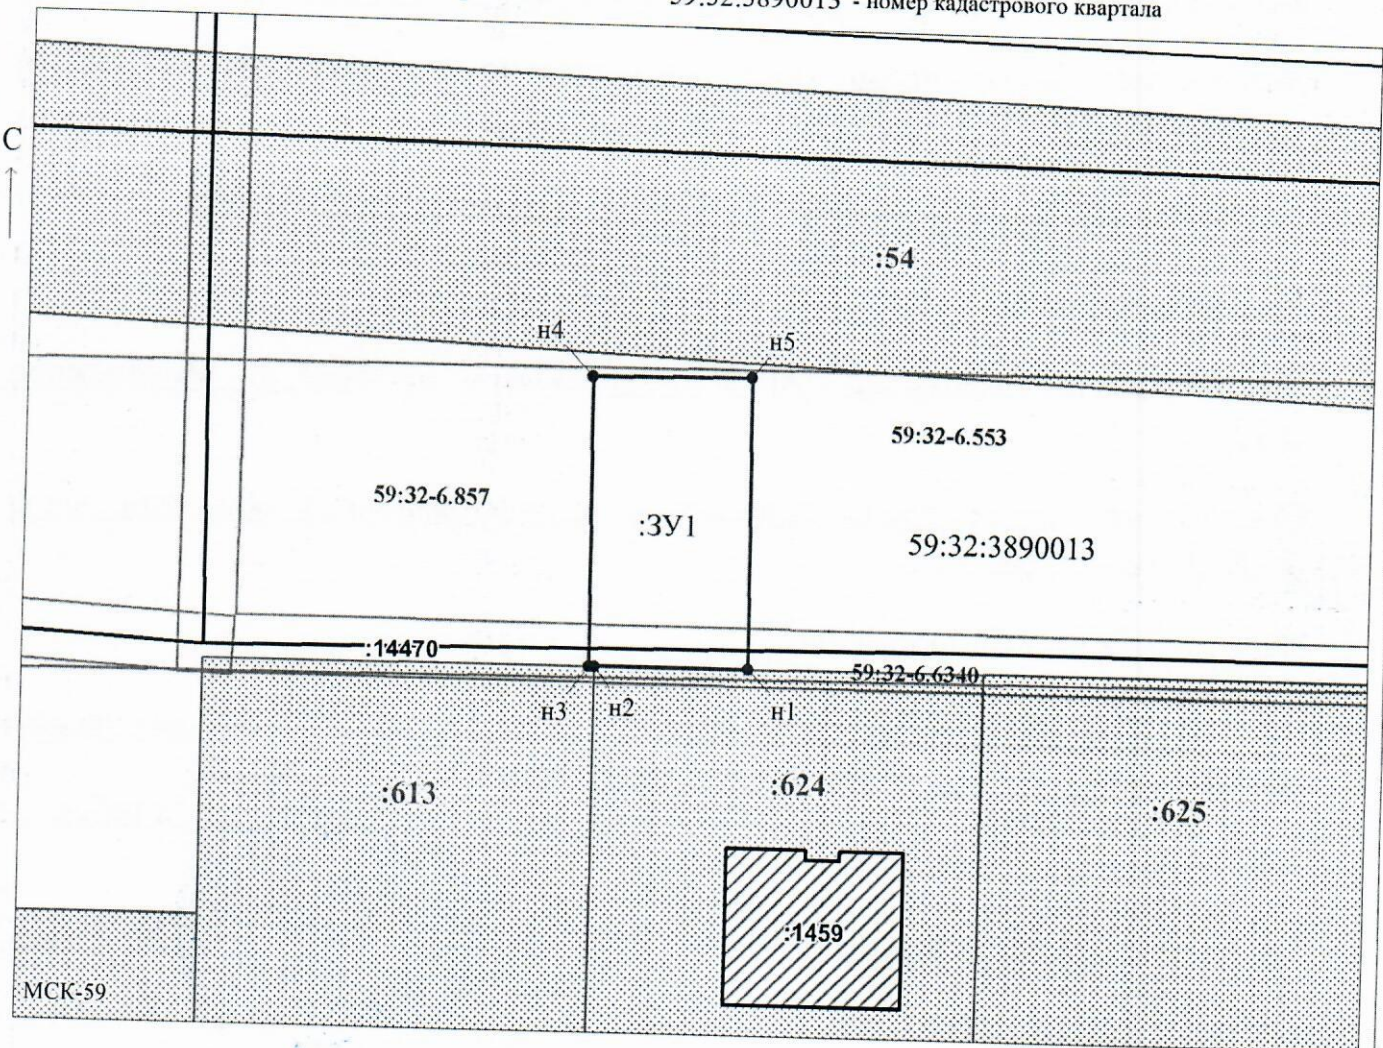 59:32:3890013 - номер кадастрового квартала
С
:54
н4
н5
59:32-6.553
59:32-6.857
:ЗУ1
59:32:3890013
:14470
59:32-6.6340
н3
н2
н1
:613
:624
:625
:1459
МСК-59